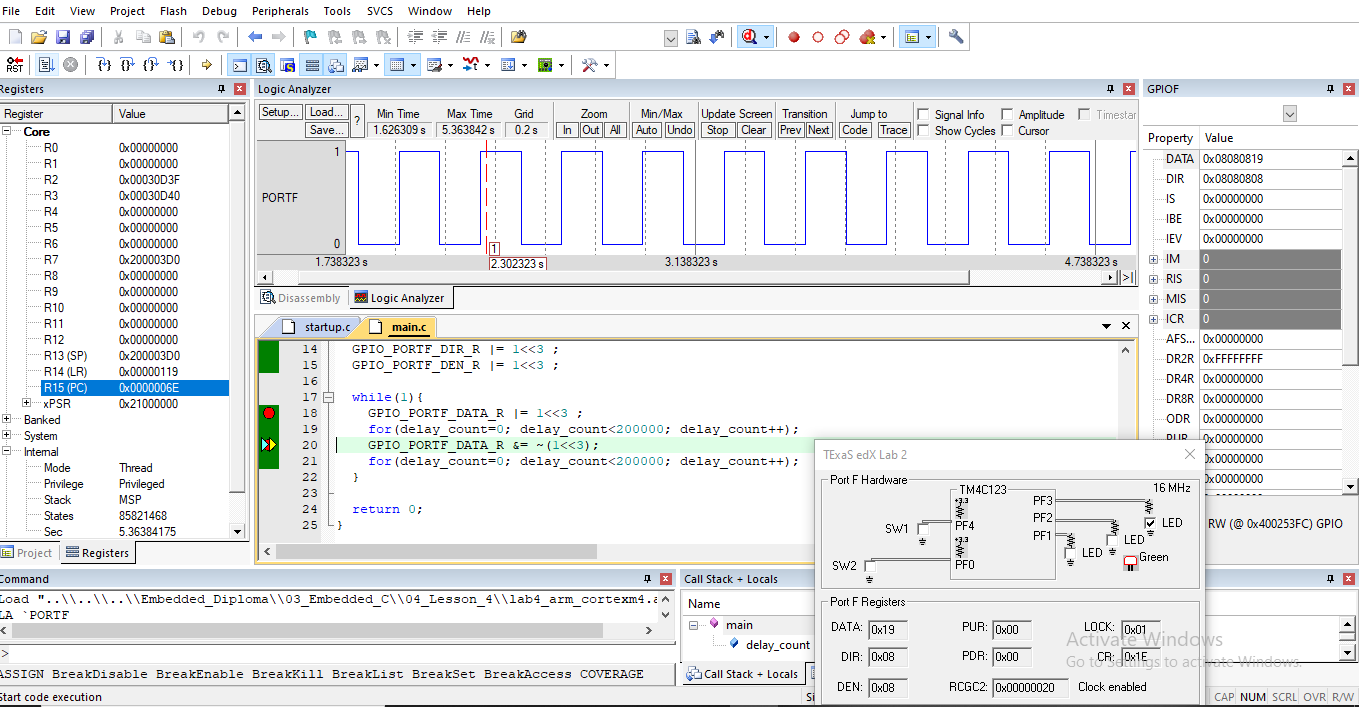 File Edit View Project Flash Debug Peripherals Tools SVCS Window Help
RST
Registers
Register Value
Core
R0 0x00000000
R1 0x00000000
R2 0x00030D3F
R3 0x00030D40
R4 0x00000000
R5 0x00000000
R6 0x00000000
R7 0x200003D0
R8 0x00000000
R9 0x00000000
R10 0x00000000
R11 0x00000000
R12 0x00000000
R13 (SP) 0x200003D0
R14 (LR) 0x00000119
R15 (PC) 0x0000006E
xPSR 0x21000000
Banked
System
Internal
Mode Thread
Privilege Privileged
Stack MSP
States 85821468
Sec 5.36384175
Project Registers
Logic Analyzer
Setup... Load... Save... ?
Min Time Max Time Grid Zoom Min/Max Update Screen Transition Jump to
1.626309 s 5.363842 s 0.2 s In Out All Auto Undo Stop Clear Prev Next Code Trace
Signal Info Amplitude Timestar
Show Cycles Cursor
1
PORTF
0
1
1.738323 s 2.302323 s 3.138323 s 4.738323 s
Disassembly Logic Analyzer
startup.c main.c
14 GPIO_PORTF_DIR_R |= 1<<3 ;
15 GPIO_PORTF_DEN_R |= 1<<3 ;
16
17 while(1){
18 GPIO_PORTF_DATA_R |= 1<<3 ;
19 for(delay_count=0; delay_count<200000; delay_count++);
20 GPIO_PORTF_DATA_R &= ~(1<<3);
21 for(delay_count=0; delay_count<200000; delay_count++);
22 }
23
24 return 0;
25 }
GPIOF
Property Value
DATA 0x08080819
DIR 0x08080808
IS 0x00000000
IBE 0x00000000
IEV 0x00000000
IM 0
RIS 0
MIS 0
ICR 0
AFS... 0x00000000
DR2R 0xFFFFFFFF
DR4R 0x00000000
DR8R 0x00000000
ODR 0x00000000
PUR 0x00000000
0x00000000
0x00000000
RW (@ 0x400253FC) GPIO
TExaS edX Lab 2
Port F Hardware
TM4C123 16 MHz
+3.3
SW1 PF4
+3.3
SW2 PF0
PF3
PF2
PF1
LED
LED
LED
Green
Port F Registers
DATA: 0x19 PUR: 0x00 LOCK: 0x01
DIR: 0x08 PDR: 0x00 CR: 0x1E
DEN: 0x08 RCGC2: 0x00000020 Clock enabled
Activate Windows
Go to Settings to activate Windows.
Command
Load "..\\..\\..\\Embedded_Diploma\\03_Embedded_C\\04_Lesson_4\\lab4_arm_cortexm4.a
LA `PORTF
>
ASSIGN BreakDisable BreakEnable BreakKill BreakList BreakSet BreakAccess COVERAGE
Call Stack + Locals
Name
main
delay_count
Call Stack + Locals
Start code execution
CAP NUM SCRL OVR R/W